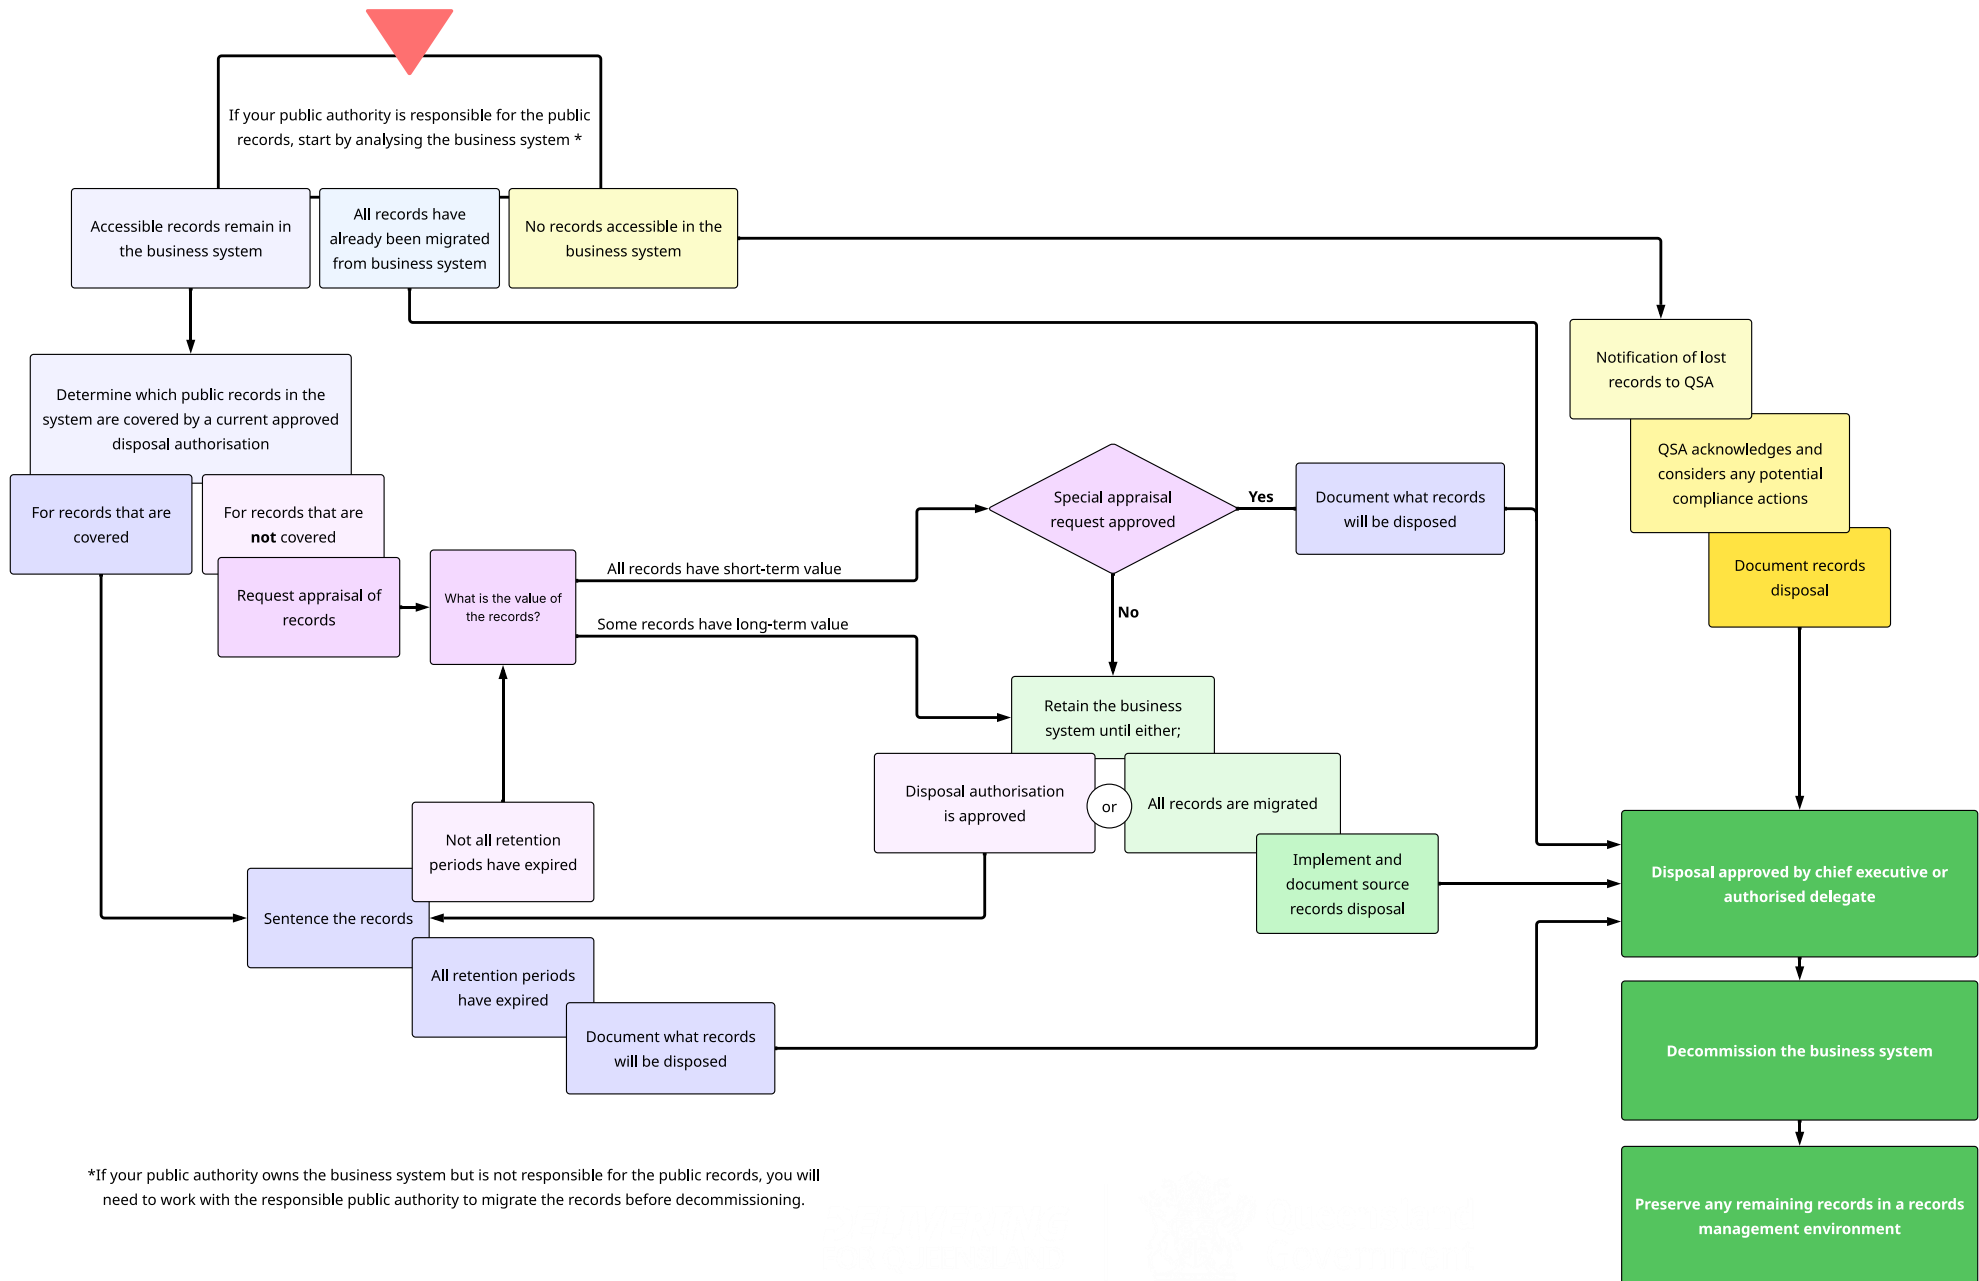 If your public authority is responsible for the public
records, start by analysing the business system *
Accessible records remain in
the business system
All records have
already been migrated
from business system
No records accessible in the
business system
Notification of lost
records to QSA
QSA acknowledges and
considers any potential
compliance actions
Document records
disposal
Determine which public records in the
system are covered by a current approved
disposal authorisation
For records that are
covered
For records that are
not covered
Request appraisal of
records
What is the value of
the records?
All records have short-term value
Some records have long-term value
Special appraisal
request approved
Yes
No
Document what records
will be disposed
Retain the business
system until either;
Disposal authorisation
is approved
or
All records are migrated
Implement and
document source
records disposal
Not all retention
periods have expired
Sentence the records
All retention periods
have expired
Document what records
will be disposed
Disposal approved by chief executive or
authorised delegate
Decommission the business system
Preserve any remaining records in a records
management environment
*If your public authority owns the business system but is not responsible for the public records, you will
need to work with the responsible public authority to migrate the records before decommissioning.